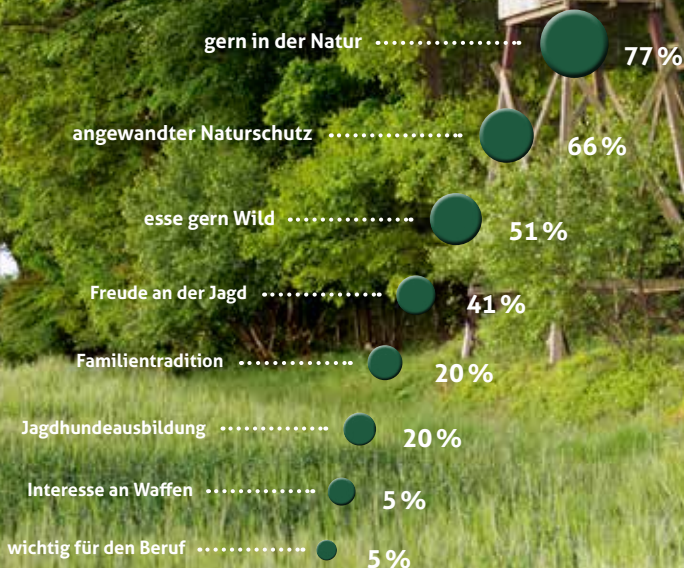 gern in der Natur 77 %
angewandter Naturschutz 66 %
esse gern Wild 51 %
Freude an der Jagd 41 %
Familientradition 20 %
Jagdhundeausbildung 20 %
Interesse an Waffen 5 %
wichtig für den Beruf 5 %